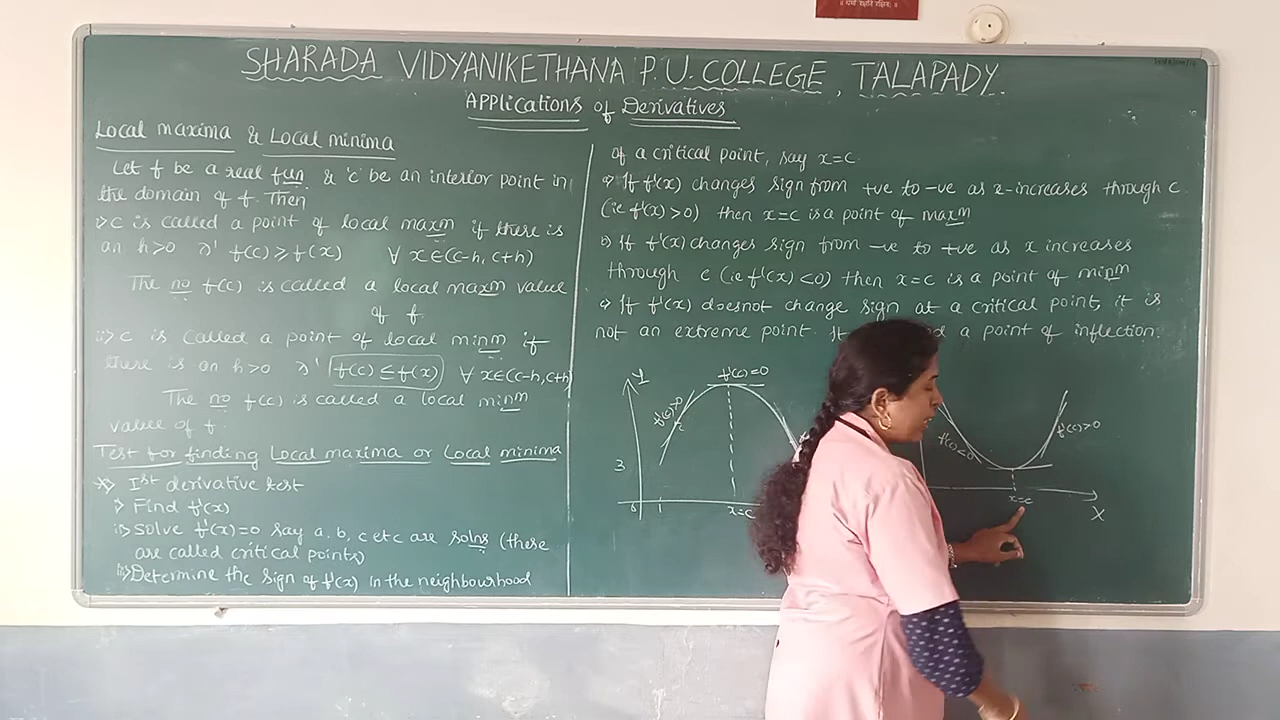 SHARADA VIDYANIKETHANA P.U.COLLEGE, TALAPADY.
APPLICATIONS of DERIVATIVES
Local maxima & Local minima
Let f be a real fun & 'c' be an interior point in
the domain of f. Then
i> C is called a point of local maxm if there is
an h>0 ∋' f(c) ≥ f(x) ∀ x∈(c-h, c+h)
The no f(c) is called a local maxm value
of f.
ii> C is called a point of local minm if
there is an h>0 ∋' f(c) ≤ f(x) ∀ x∈(c-h, c+h)
The no f(c) is called a local minm
value of f.
Test for finding Local maxima or Local minima
* Ist derivative test
i> Find f'(x)
ii> Solve f'(x)=0 say a, b, c etc are solns (these
are called critical points)
iii> Determine the sign of f'(x) in the neighbourhood
of a critical point, say x=c.
a> If f'(x) changes sign from +ve to -ve as x-increases through c
(ie f'(x)>0) then x=c is a point of maxm
b> If f'(x) changes sign from -ve to +ve as x increases
through c (ie f'(x)<0) then x=c is a point of minm
c> If f'(x) doesnot change sign at a critical point, it is
not an extreme point. It a point of inflection.
Y
f'(c)=0
f'(c)>0
3
x=c
f'(c)<0
f'(c)>0
x=c
X